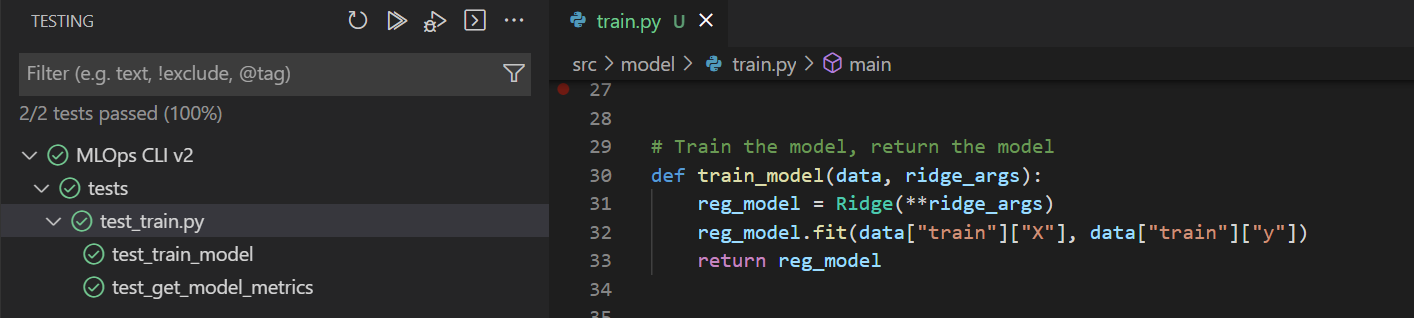 TESTING
Filter (e.g. text, !exclude, @tag)
2/2 tests passed (100%)
MLOps CLI v2
tests
test_train.py
test_train_model
test_get_model_metrics
train.py U
src > model > train.py > main
27
28
29 # Train the model, return the model
30 def train_model(data, ridge_args):
31     reg_model = Ridge(**ridge_args)
32     reg_model.fit(data["train"]["X"], data["train"]["y"])
33     return reg_model
34
35